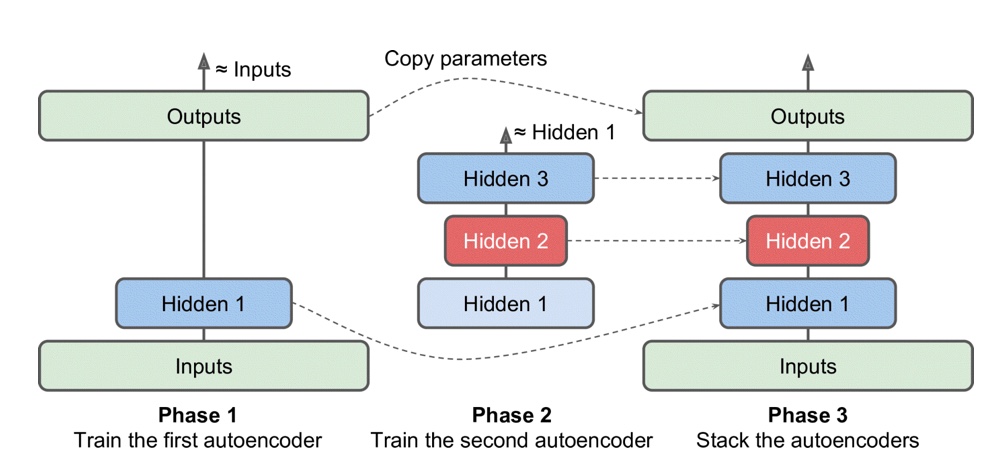 Copy parameters
≈ Inputs
Outputs
Hidden 1
Inputs
Phase 1
Train the first autoencoder
≈ Hidden 1
Hidden 3
Hidden 2
Hidden 1
Phase 2
Train the second autoencoder
Outputs
Hidden 3
Hidden 2
Hidden 1
Inputs
Phase 3
Stack the autoencoders